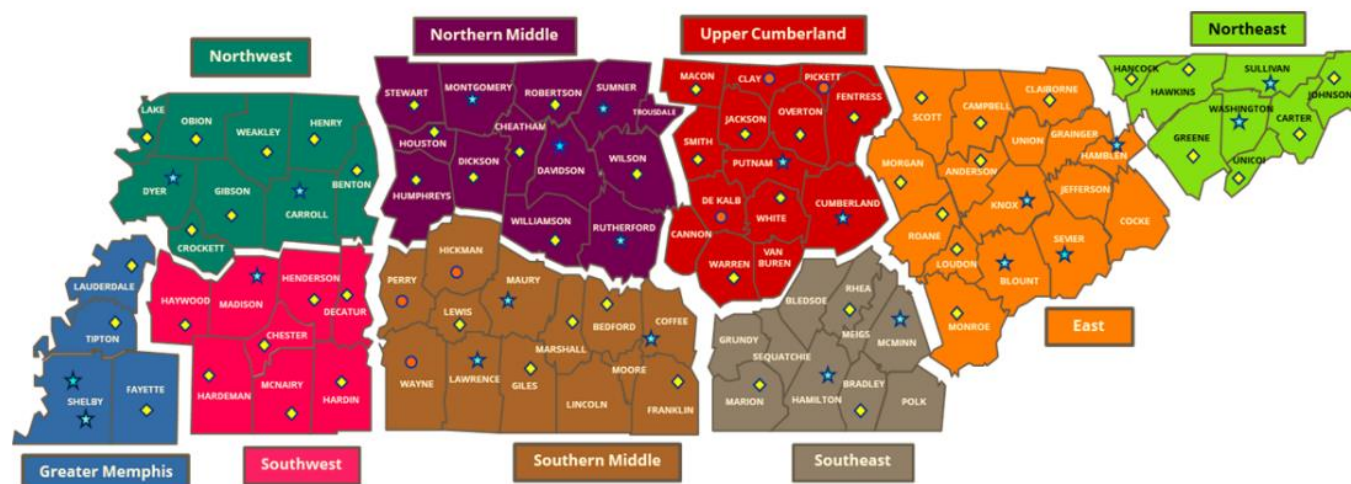 Northwest
LAKE
OBION
WEAKLEY
HENRY
DYER
GIBSON
CARROLL
BENTON
CROCKETT
Northern Middle
STEWART
MONTGOMERY
ROBERTSON
SUMNER
TROUSDALE
HOUSTON
CHEATHAM
DICKSON
DAVIDSON
WILSON
HUMPHREYS
WILLIAMSON
RUTHERFORD
Upper Cumberland
MACON
CLAY
PICKETT
FENTRESS
JACKSON
OVERTON
SMITH
PUTNAM
DE KALB
WHITE
CUMBERLAND
CANNON
WARREN
VAN
BUREN
Northeast
HANCOCK
HAWKINS
SULLIVAN
JOHNSON
WASHINGTON
CARTER
GREENE
UNICOI
SCOTT
CAMPBELL
CLAIBORNE
UNION
GRAINGER
HAMBLEN
MORGAN
ANDERSON
JEFFERSON
KNOX
COCKE
ROANE
LOUDON
BLOUNT
SEVIER
MONROE
East
LAUDERDALE
TIPTON
SHELBY
FAYETTE
Greater Memphis
HAYWOOD
MADISON
HENDERSON
DECATUR
CHESTER
HARDEMAN
MCNAIRY
HARDIN
Southwest
HICKMAN
PERRY
MAURY
LEWIS
BEDFORD
COFFEE
MARSHALL
WAYNE
LAWRENCE
GILES
MOORE
LINCOLN
FRANKLIN
Southern Middle
BLEDSOE
RHEA
GRUNDY
MEIGS
MCMINN
SEQUATCHIE
MARION
HAMILTON
BRADLEY
POLK
Southeast